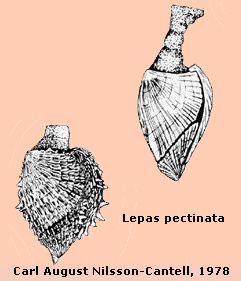 Lepas pectinata
Carl August Nilsson-Cantell, 1978